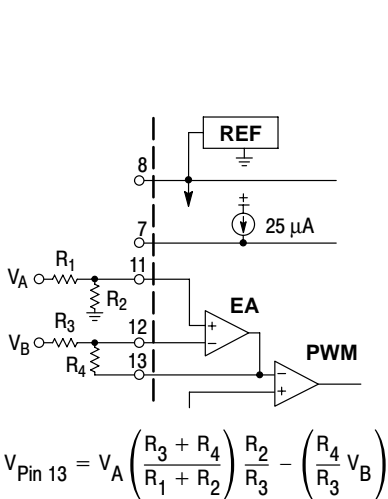 REF
8
7
25 μA
11
R1
VA
R2
EA
R3
12
VB
R4
13
PWM
+
−
−
+
V Pin 13 = VA ( (R3 + R4) / (R1 + R2) ) R2 / R3 − ( R4 / R3 VB )